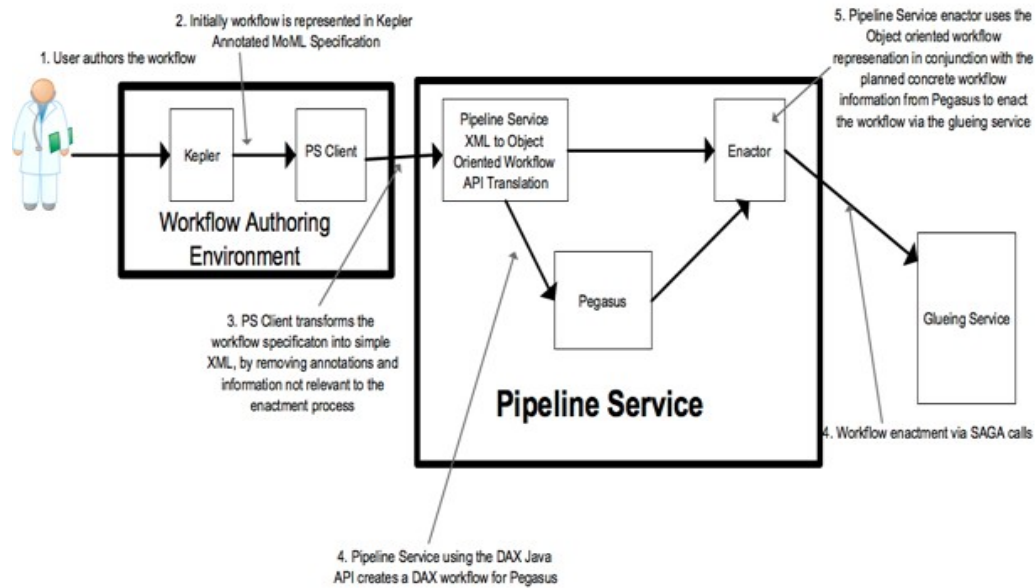 2. Initially workflow is represented in Kepler
Annotated MoML Specification
1. User authors the workflow
5. Pipeline Service enactor uses the
Object oriented workflow
represenation in conjunction with the
planned concrete workflow
information from Pegasus to enact
the workflow via the glueing service
Kepler
PS Client
Workflow Authoring
Environment
Pipeline Service
XML to Object
Oriented Workflow
API Translation
Enactor
Pegasus
Pipeline Service
Glueing Service
3. PS Client transforms the
workflow specificaton into simple
XML, by removing annotations and
information not relevant to the
enactment process
4. Workflow enactment via SAGA calls
4. Pipeline Service using the DAX Java
API creates a DAX workflow for Pegasus